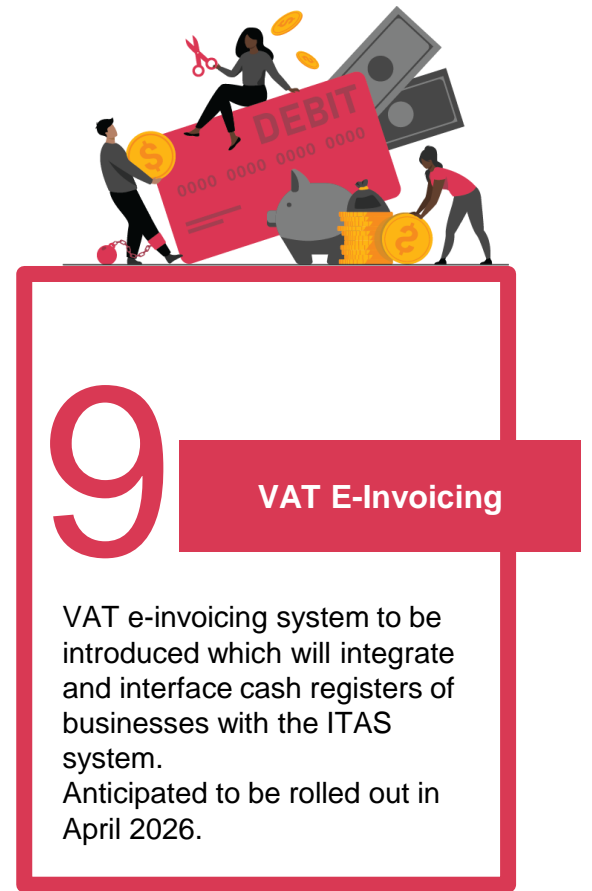 DEBIT
0000 0000 0000 0000
9
VAT E-Invoicing
VAT e-invoicing system to be
introduced which will integrate
and interface cash registers of
businesses with the ITAS
system.
Anticipated to be rolled out in
April 2026.